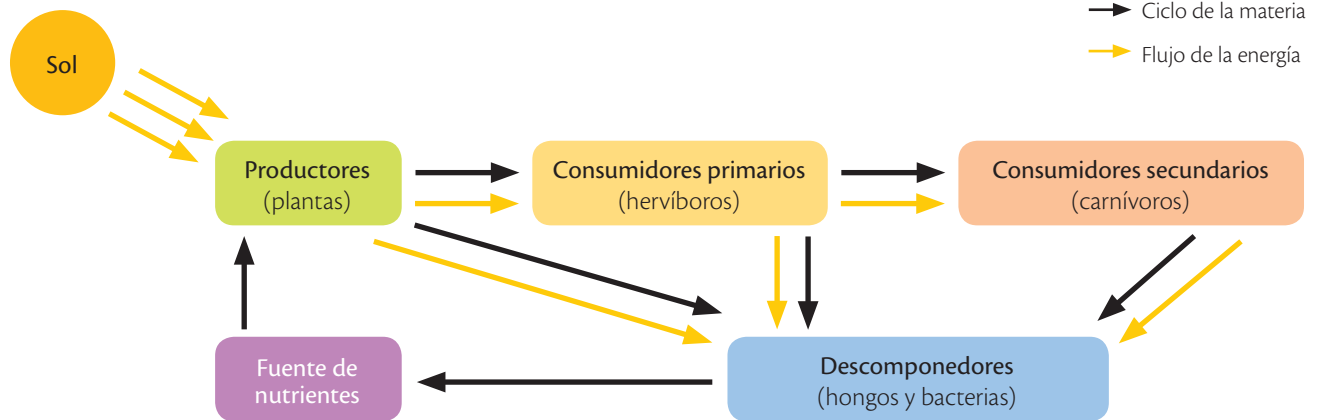 Ciclo de la materia
Flujo de la energía
Sol
Productores
(plantas)
Consumidores primarios
(hervíboros)
Consumidores secundarios
(carnívoros)
Fuente de
nutrientes
Descomponedores
(hongos y bacterias)